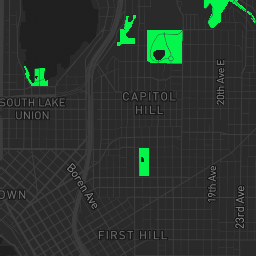 20th Ave E
CAPITOL
HILL
SOUTH LAKE
UNION
Boren Ave
19th Ave
23rd Ave
OWN
FIRST HILL